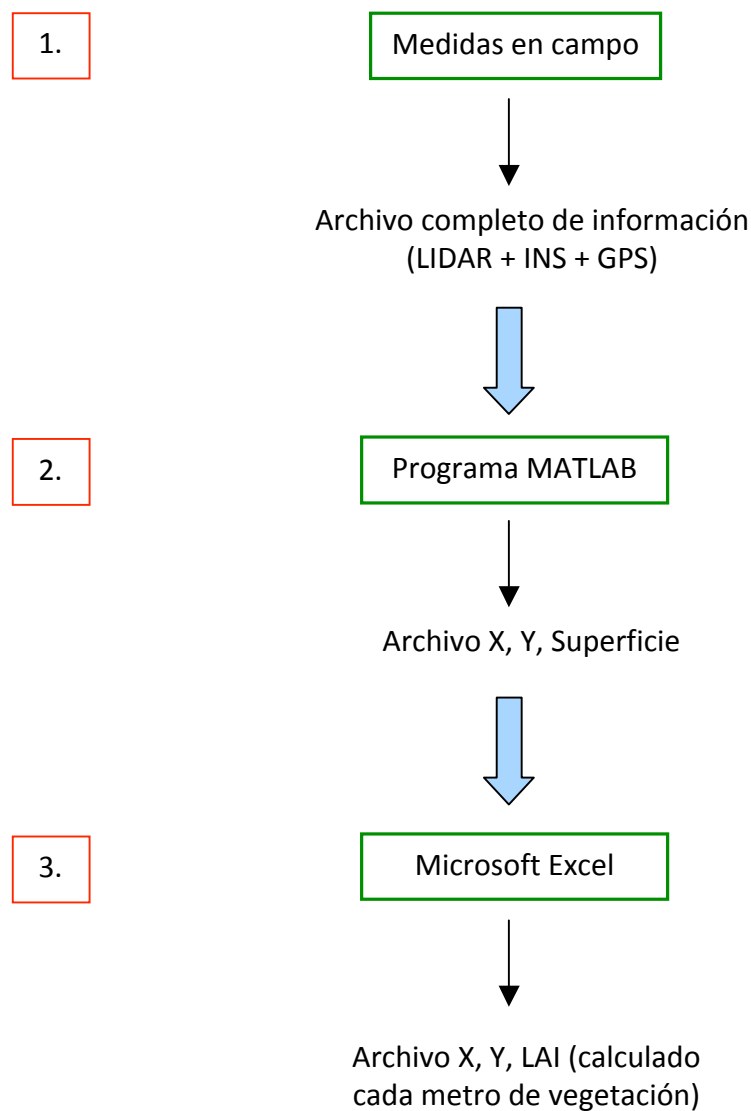 1.
Medidas en campo
Archivo completo de información
(LIDAR + INS + GPS)
2.
Programa MATLAB
Archivo X, Y, Superficie
3.
Microsoft Excel
Archivo X, Y, LAI (calculado
cada metro de vegetación)